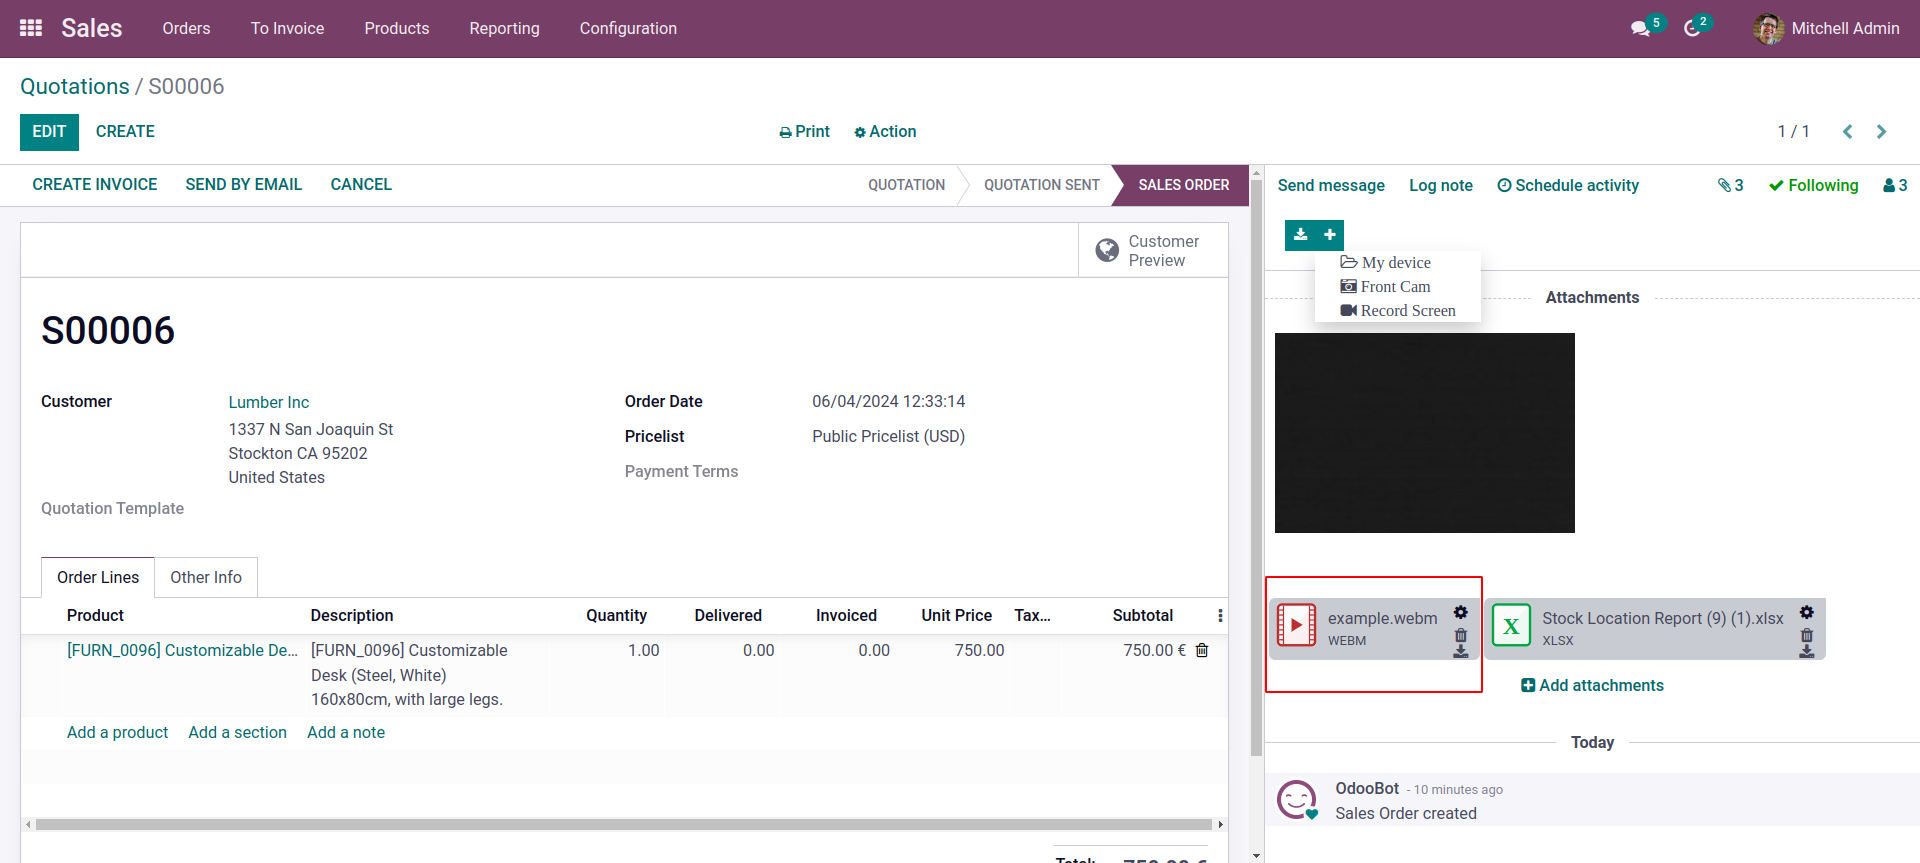 Sales Orders To Invoice Products Reporting Configuration 5 2 Mitchell Admin
Quotations / S00006
EDIT CREATE Print Action 1 / 1
CREATE INVOICE SEND BY EMAIL CANCEL QUOTATION QUOTATION SENT SALES ORDER
Customer
Preview
S00006
Customer Lumber Inc
1337 N San Joaquin St
Stockton CA 95202
United States
Order Date 06/04/2024 12:33:14
Pricelist Public Pricelist (USD)
Payment Terms
Quotation Template
Order Lines Other Info
Product Description Quantity Delivered Invoiced Unit Price Tax... Subtotal
[FURN_0096] Customizable De... [FURN_0096] Customizable 1.00 0.00 0.00 750.00 750.00 €
Desk (Steel, White)
160x80cm, with large legs.
Add a product Add a section Add a note
Send message Log note Schedule activity 3 Following 3
My device
Front Cam
Record Screen
Attachments
example.webm
WEBM
X
Stock Location Report (9) (1).xlsx
XLSX
Add attachments
Today
OdooBot - 10 minutes ago
Sales Order created